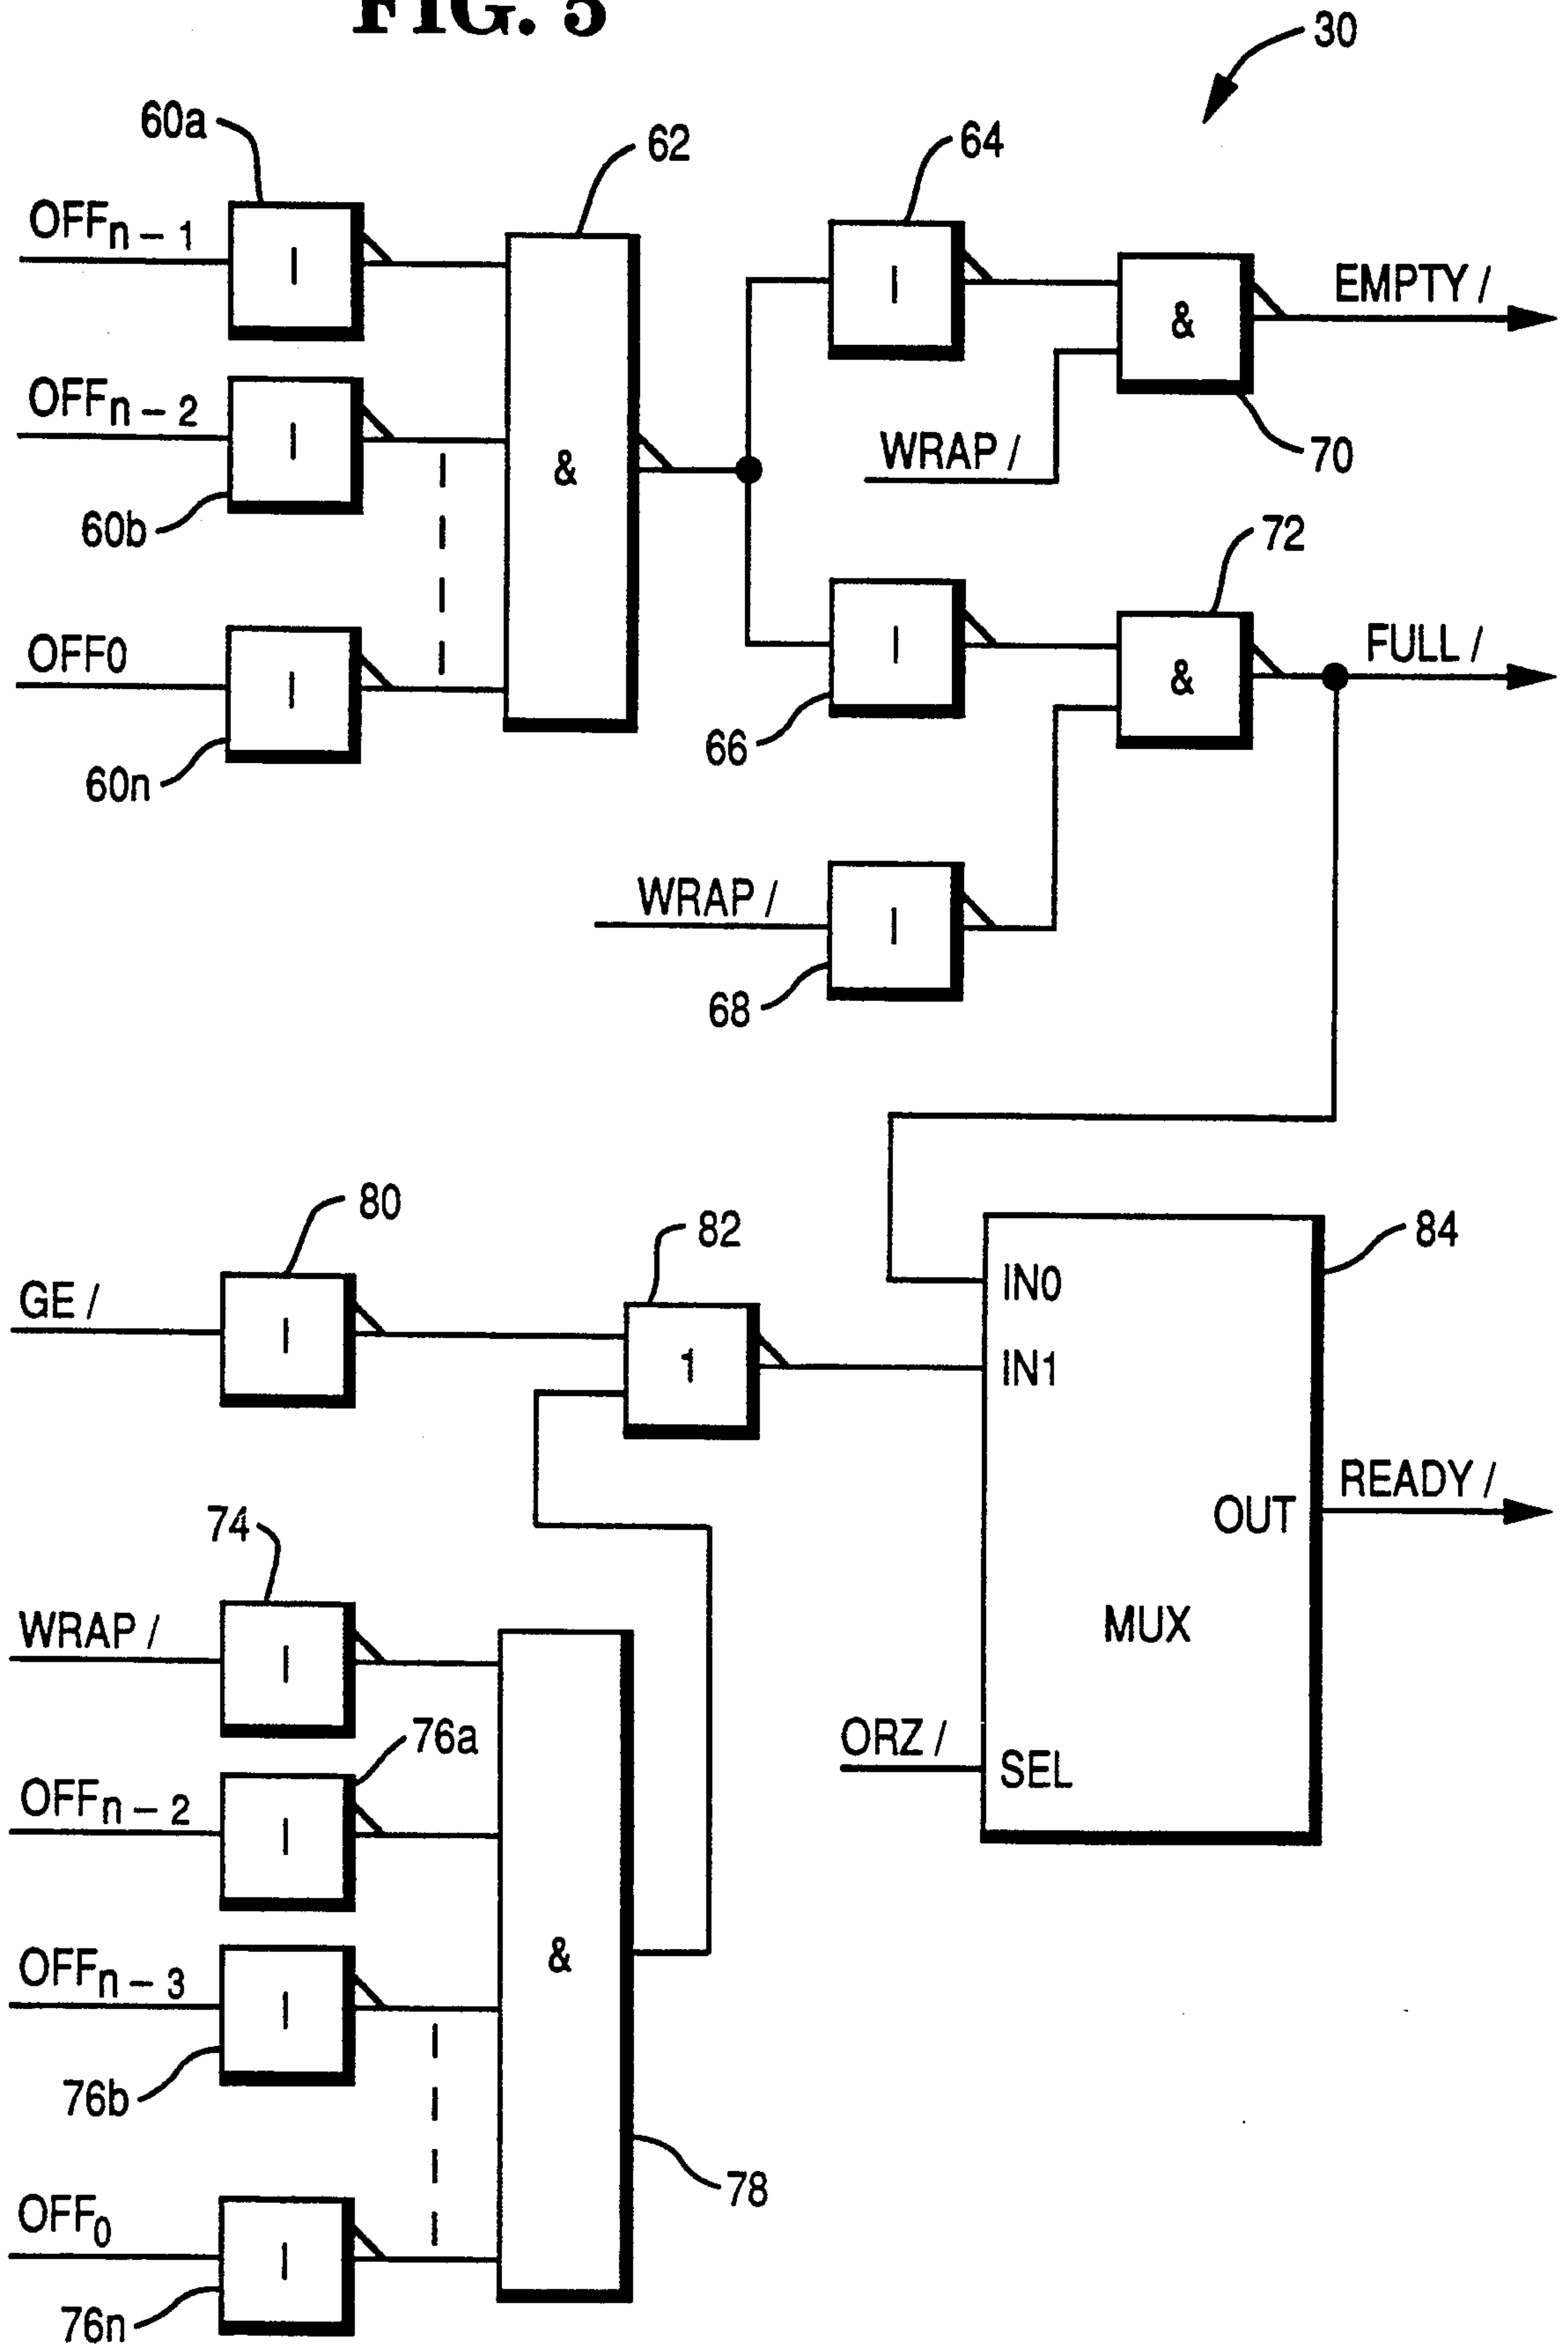 FIG. 5
30
60a
62
64
OFFn – 1
I
I
EMPTY /
&
OFFn – 2
I
&
WRAP /
70
60b
72
OFF0
I
I
&
FULL /
66
60n
WRAP /
I
68
80
82
84
GE /
I
1
IN0
IN1
READY /
OUT
74
WRAP /
I
MUX
76a
ORZ /
SEL
OFFn – 2
I
OFFn – 3
I
&
76b
78
OFF0
I
76n